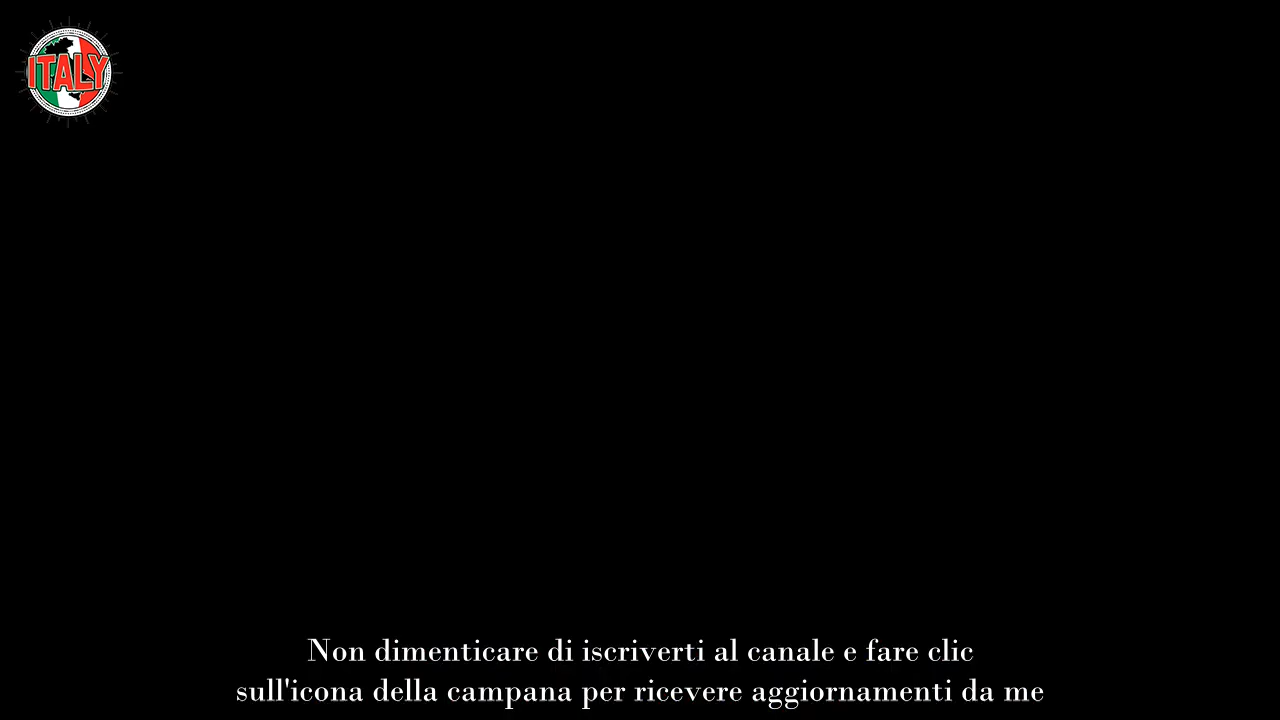 ITALY
Non dimenticare di iscriverti al canale e fare clic
sull'icona della campana per ricevere aggiornamenti da me